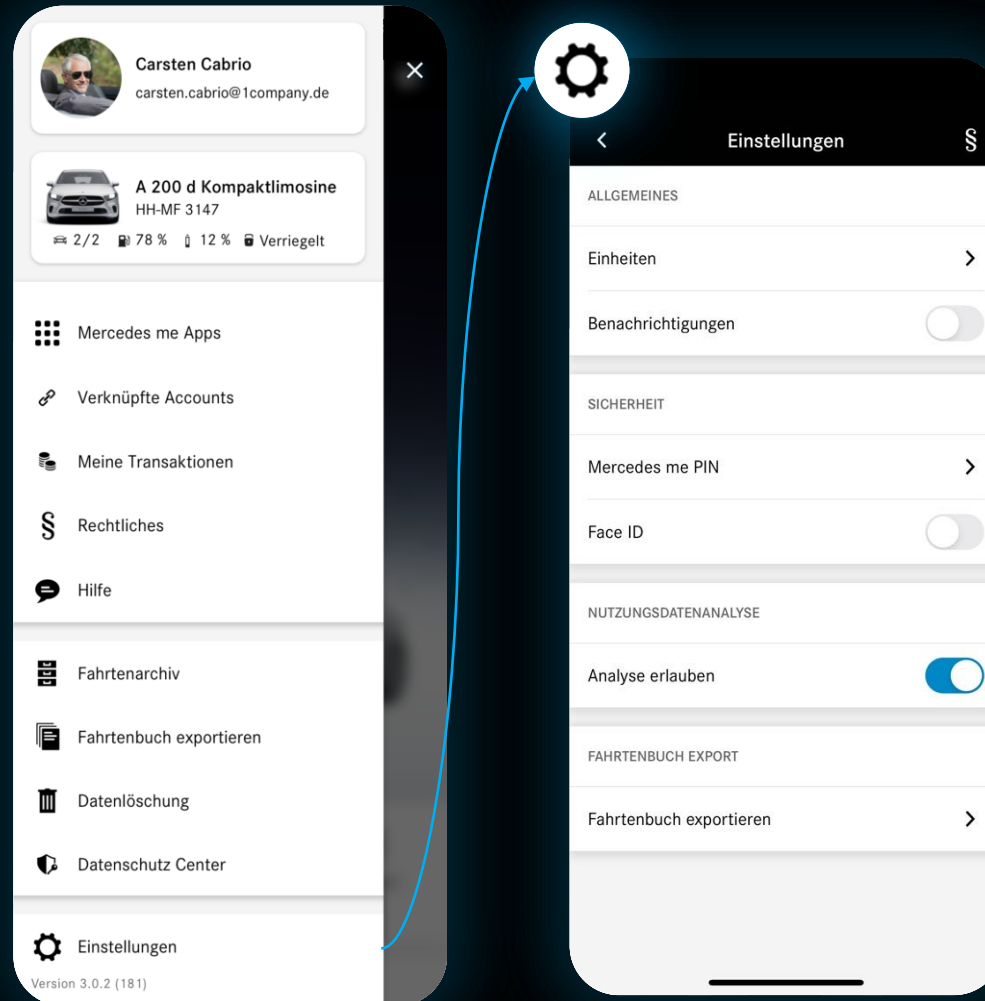 Carsten Cabrio
carsten.cabrio@1company.de
A 200 d Kompaktlimosine
HH-MF 3147
2/2 78 % 12 % Verriegelt
Mercedes me Apps
Verknüpfte Accounts
Meine Transaktionen
§ Rechtliches
Hilfe
Fahrtenarchiv
Fahrtenbuch exportieren
Datenlöschung
Datenschutz Center
Einstellungen
Version 3.0.2 (181)
Einstellungen §
ALLGEMEINES
Einheiten
Benachrichtigungen
SICHERHEIT
Mercedes me PIN
Face ID
NUTZUNGSDATENANALYSE
Analyse erlauben
FAHRTENBUCH EXPORT
Fahrtenbuch exportieren